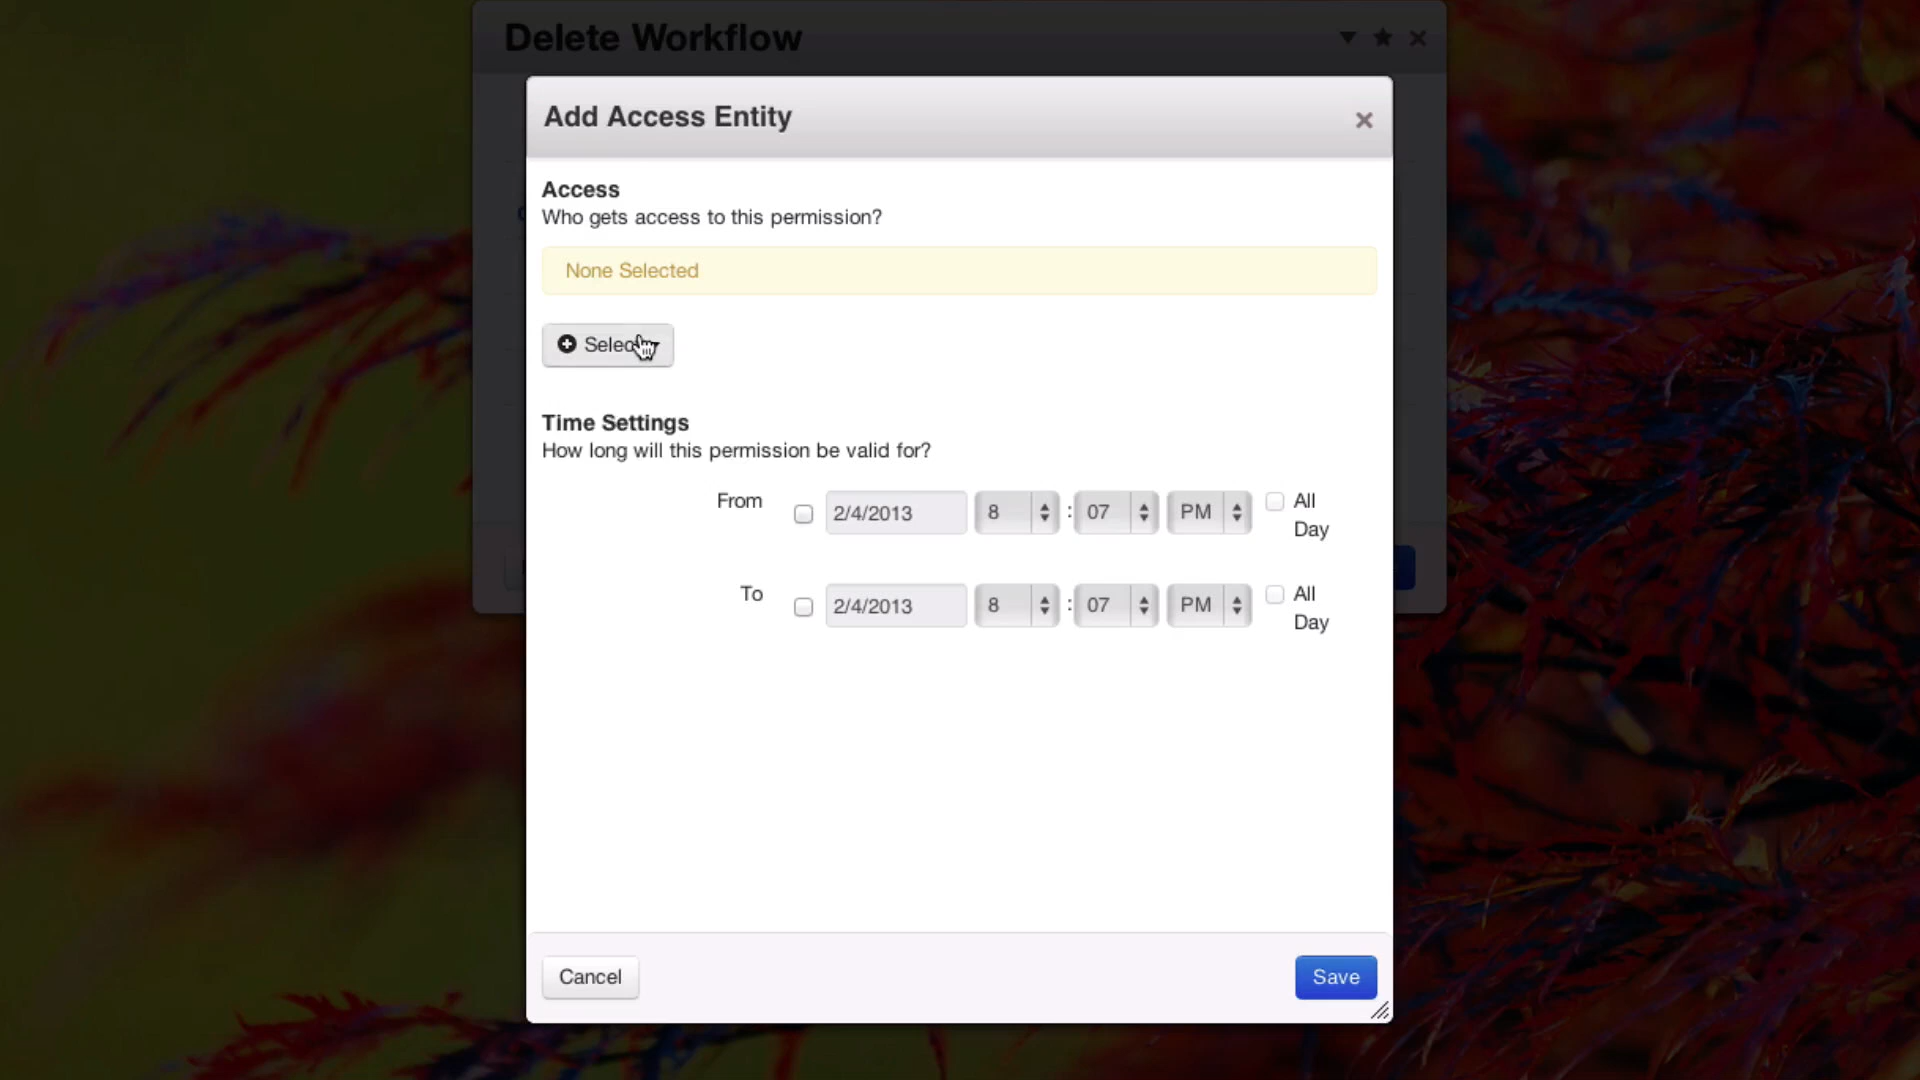 Delete Workflow
Add Access Entity
Access
Who gets access to this permission?
None Selected
Time Settings
How long will this permission be valid for?
From 2/4/2013 8 : 07 PM All Day
To 2/4/2013 8 : 07 PM All Day
Cancel Save